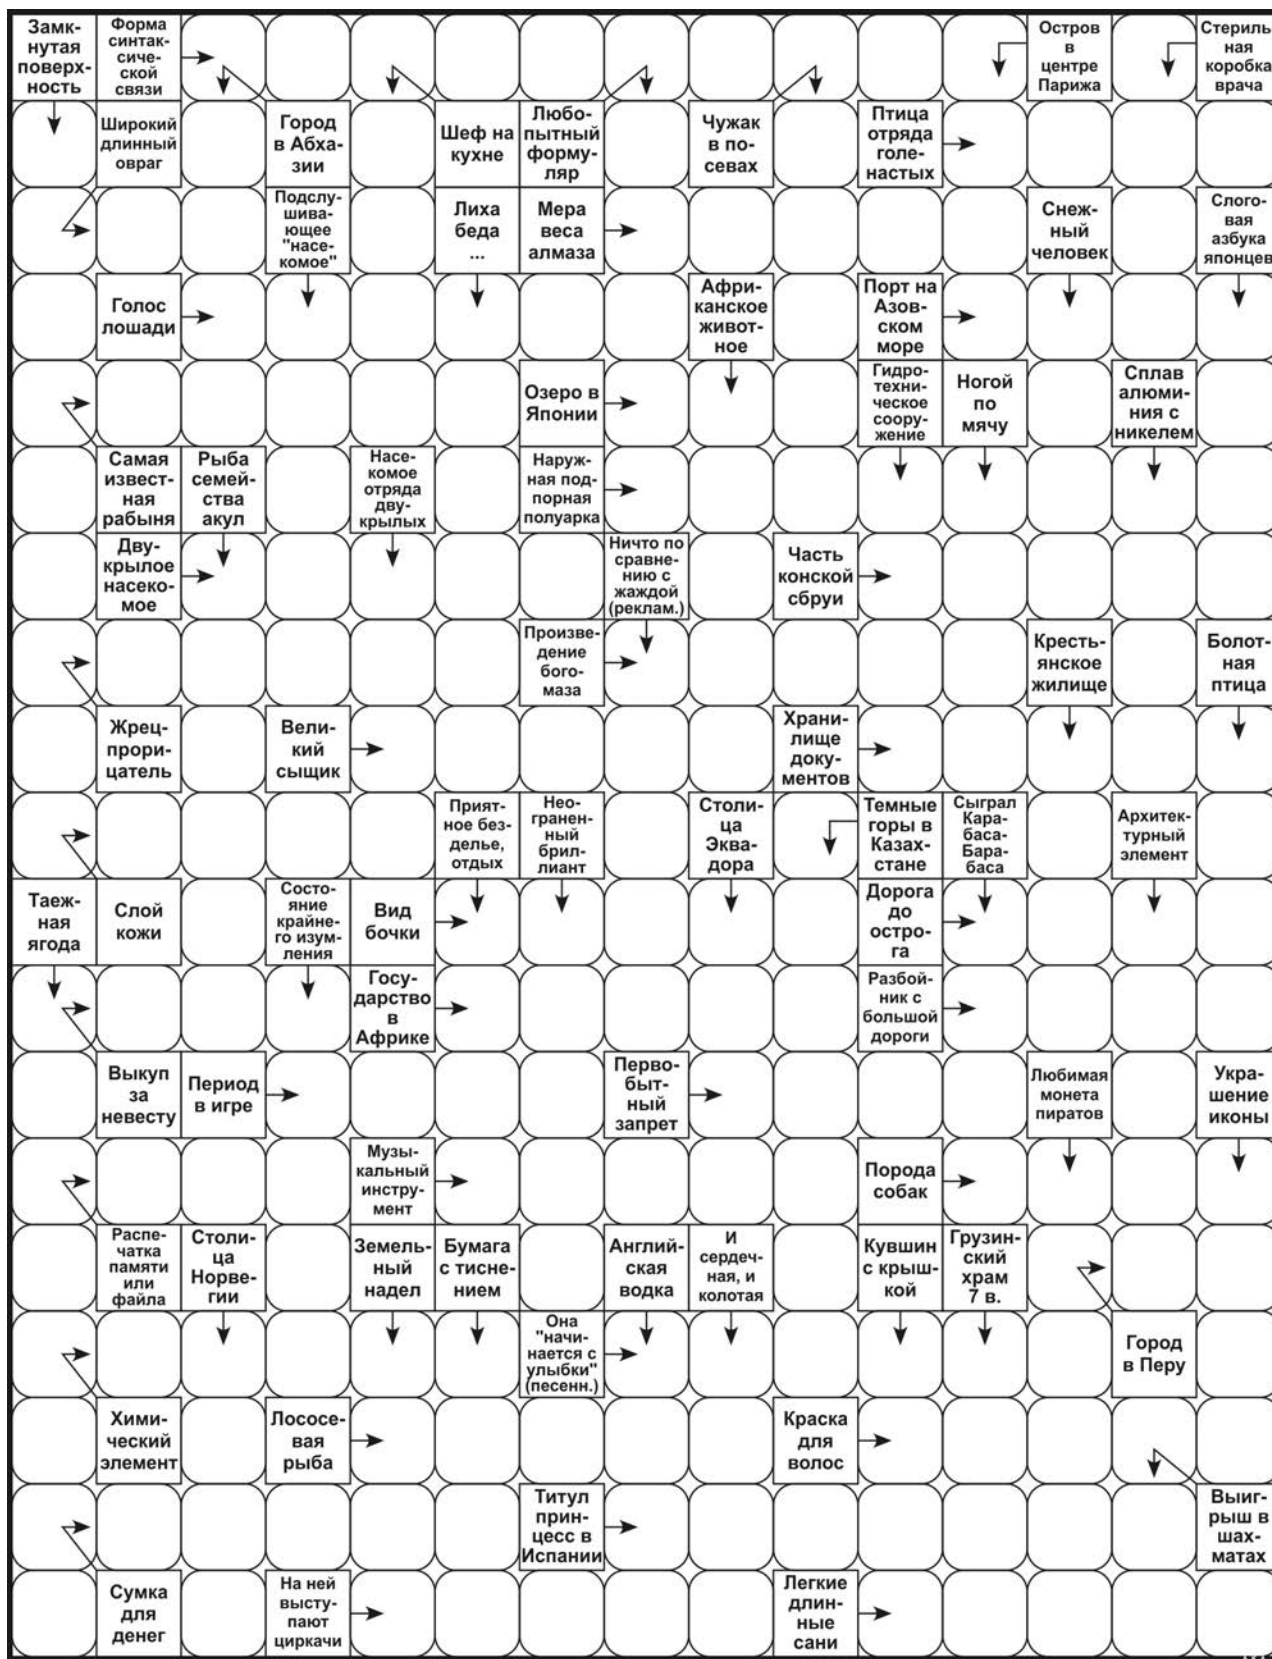 Замк-
нутая
поверх-
ность
Форма
синтак-
сиче-
ской
связи
Остров
в
центре
Парижа
Стериль-
ная
коробка
врача
Широкий
длинный
овраг
Город
в Абха-
зии
Шеф на
кухне
Любо-
пытный
форму-
ляр
Чужак
в по-
севах
Птица
отряда
голе-
настых
Подслу-
шива-
ющее
"насе-
комое"
Лиха
беда
...
Мера
веса
алмаза
Снеж-
ный
человек
Слого-
вая
азбука
японцев
Голос
лошади
Афри-
канское
живот-
ное
Порт на
Азов-
ском
море
Озеро в
Японии
Гидро-
техни-
ческое
соору-
жение
Ногой
по
мячу
Сплав
алюми-
ния с
никелем
Самая
извест-
ная
рабыня
Рыба
семей-
ства
акул
Насе-
комое
отряда
дву-
крылых
Наруж-
ная под-
порная
полуарка
Дву-
крылое
насеко-
мое
Ничто по
сравне-
нию с
жаждой
(реклам.)
Часть
конской
сбруи
Произве-
дение
бого-
маза
Кресть-
янское
жилище
Болот-
ная
птица
Жрец-
прори-
цатель
Вели-
кий
сыщик
Храни-
лище
доку-
ментов
Прият-
ное без-
делье,
отдых
Нео-
гранен-
ный
брил-
лиант
Столи-
ца
Эква-
дора
Темные
горы в
Казах-
стане
Сыграл
Кара-
баса-
Бара-
баса
Архитек-
турный
элемент
Таеж-
ная
ягода
Слой
кожи
Состо-
яние
крайне-
го изум-
ления
Вид
бочки
Дорога
до
остро-
га
Госу-
дарство
в
Африке
Разбой-
ник с
большой
дороги
Выкуп
за
невесту
Период
в игре
Перво-
быт-
ный
запрет
Любимая
монета
пиратов
Укра-
шение
иконы
Музы-
кальный
инстру-
мент
Порода
собак
Распе-
чатка
памяти
или
файла
Столи-
ца
Норве-
гии
Земель-
ный
надел
Бумага
с тисне-
нием
Англий-
ская
водка
И
сердеч-
ная, и
колотая
Кувшин
с крыш-
кой
Грузин-
ский
храм
7 в.
Она
"начи-
нается с
улыбки"
(песенн.)
Город
в Перу
Хими-
ческий
элемент
Лососе-
вая
рыба
Краска
для
волос
Титул
прин-
цесс в
Испании
Выиг-
рыш в
шах-
матах
Сумка
для
денег
На ней
высту-
пают
циркачи
Легкие
длин-
ные
сани